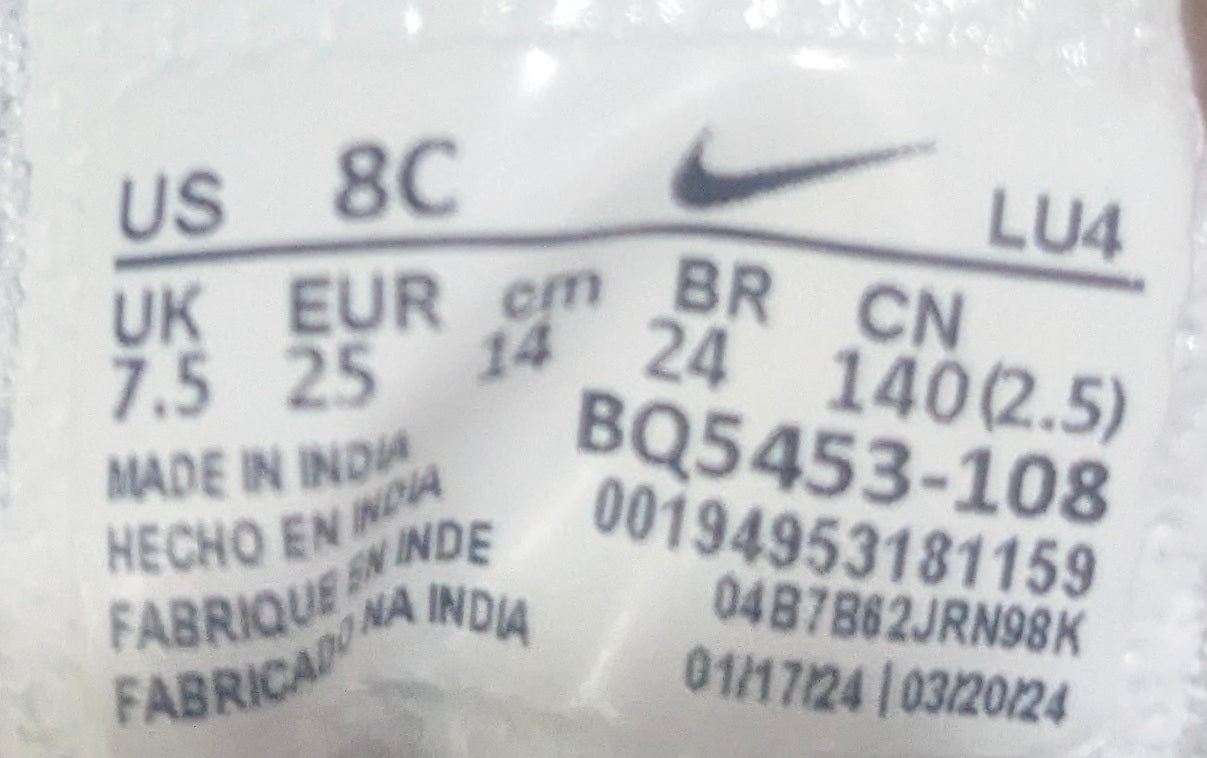 US 8C LU4
UK EUR cm BR CN
7.5 25 14 24 140(2.5)
MADE IN INDIA
HECHO EN INDIA
FABRIQUE EN INDE
FABRICADO NA INDIA
BQ5453-108
00194953181159
04B7B62JRN98K
01/17/24 | 03/20/24